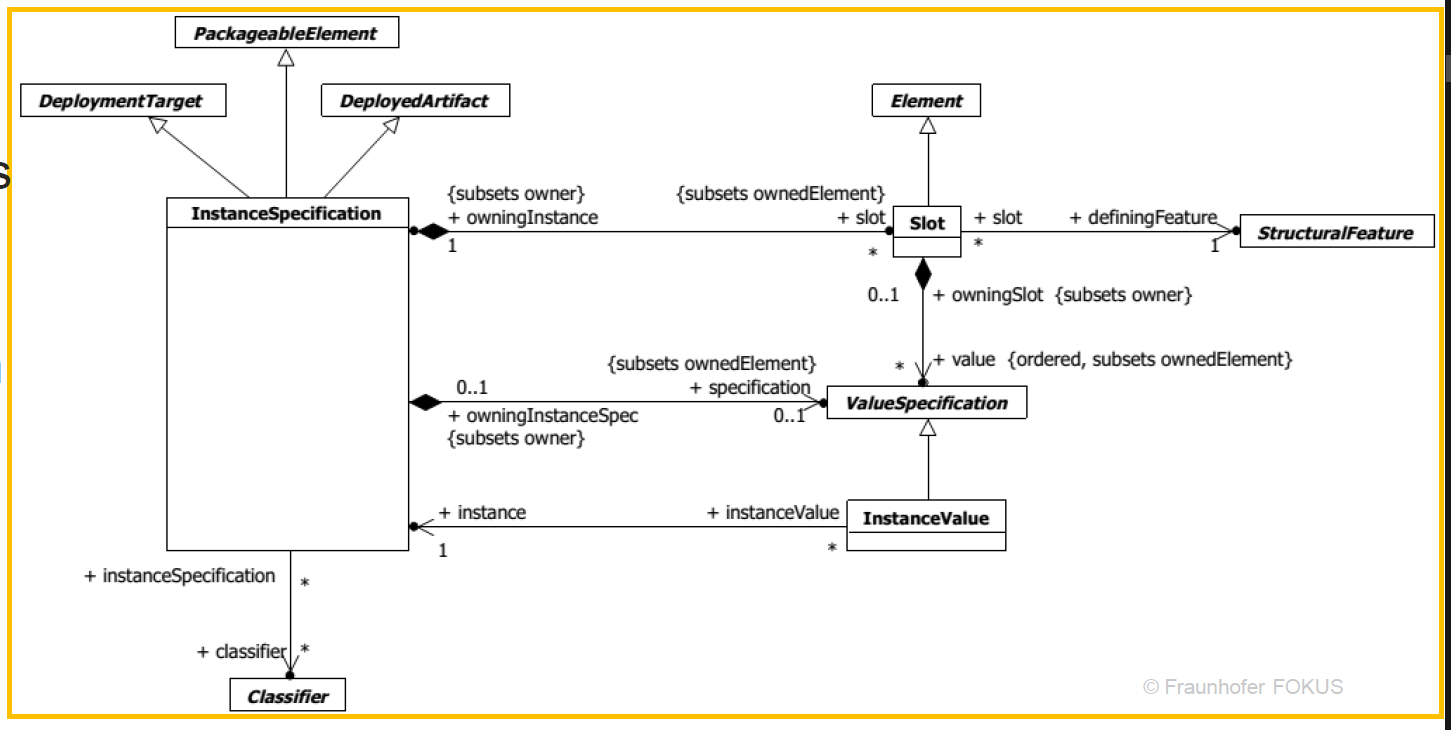 PackageableElement
DeploymentTarget
DeployedArtifact
Element
s
{subsets owner}
{subsets ownedElement}
InstanceSpecification
+ owningInstance
+ slot
Slot
+ slot
+ definingFeature
StructuralFeature
1
*
*
1
0..1
+ owningSlot {subsets owner}
{subsets ownedElement}
*
+ value {ordered, subsets ownedElement}
0..1
+ specification
ValueSpecification
+ owningInstanceSpec
0..1
{subsets owner}
+ instance
+ instanceValue
InstanceValue
1
*
+ instanceSpecification
*
+ classifier
*
Classifier
© Fraunhofer FOKUS